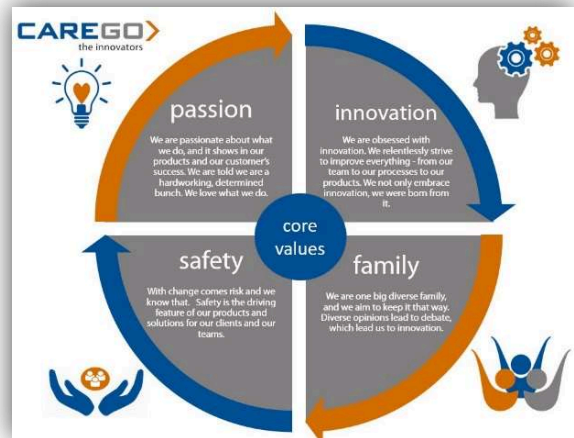 CAREGO
the innovators
passion
We are passionate about what
we do, and it shows in our
products and our customer's
success. We are told we are a
hardworking, determined
bunch. We love what we do.
innovation
We are obsessed with
innovation. We relentlessly strive
to improve everything - from our
team to our processes to our
products. We not only embrace
innovation, we were born from
it.
core
values
safety
With change comes risk and we
know that. Safety is the driving
feature of our products and
solutions for our clients and our
teams.
family
We are one big diverse family,
and we aim to keep it that way.
Diverse opinions lead to debate,
which lead us to innovation.